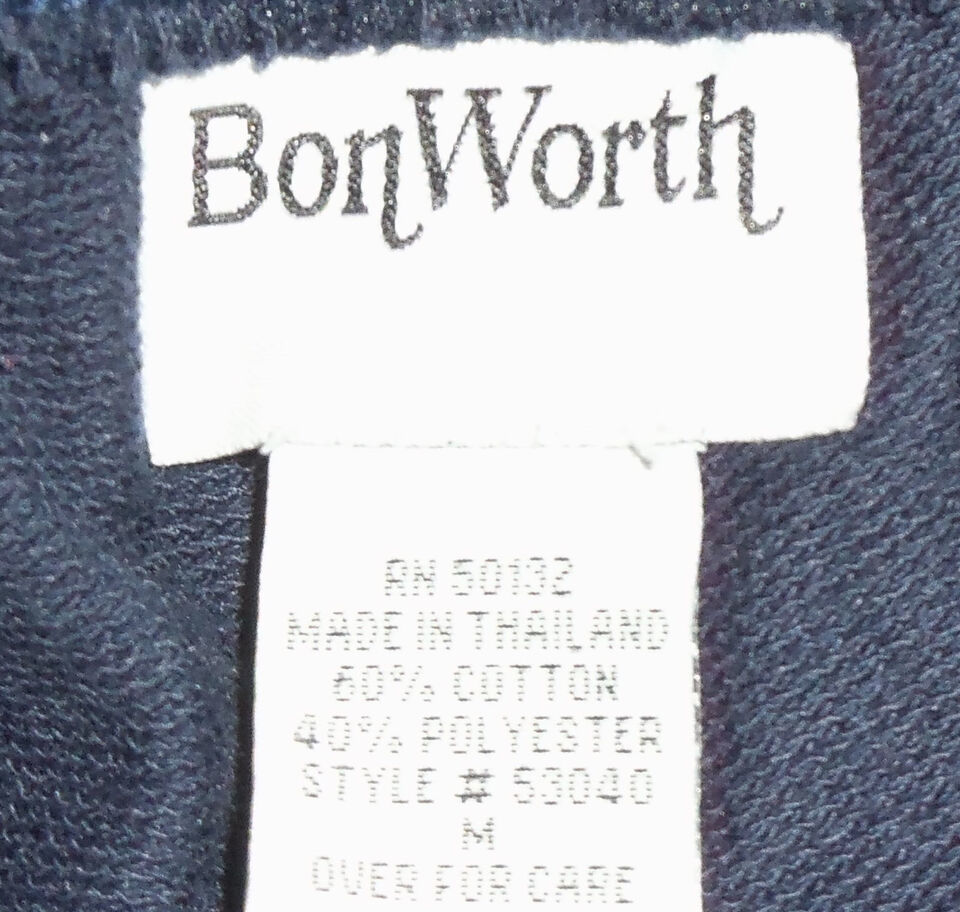 BonWorth
RN 50132
MADE IN THAILAND
60% COTTON
40% POLYESTER
STYLE # 53040
M
OVER FOR CARE